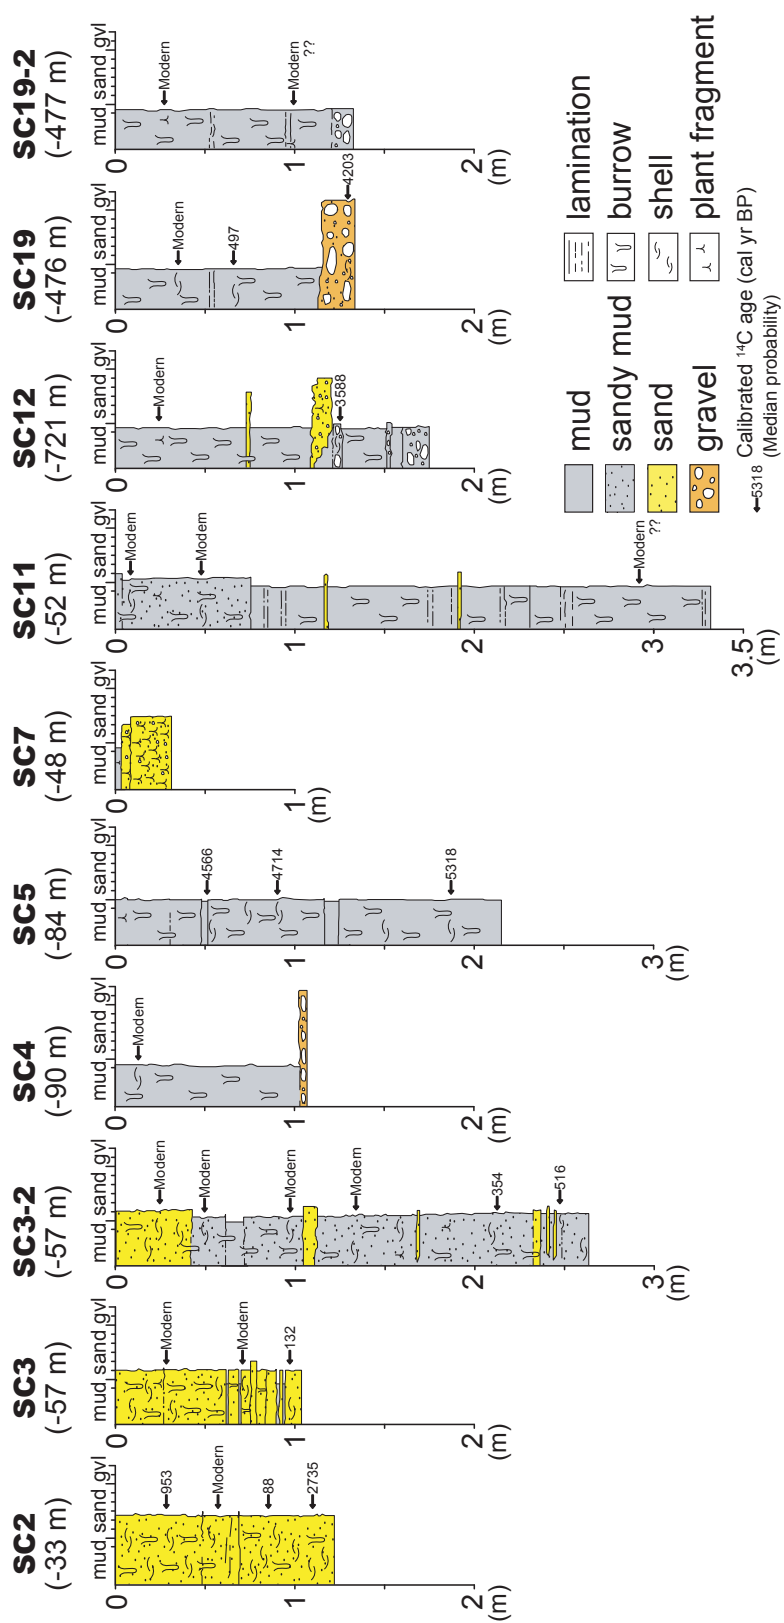 SC2
(-33 m)
mud sand gvl
0
1
2
(m)
953
Modern
88
2735
SC3
(-57 m)
mud sand gvl
0
1
2
(m)
Modern
Modern
132
SC3-2
(-57 m)
mud sand gvl
0
1
2
3
(m)
Modern
Modern
Modern
Modern
354
516
SC4
(-90 m)
mud sand gvl
0
1
2
(m)
Modern
SC5
(-84 m)
mud sand gvl
0
1
2
3
(m)
4566
4714
5318
SC7
(-48 m)
mud sand gvl
0
1
(m)
SC11
(-52 m)
mud sand gvl
0
1
2
3
3.5
(m)
Modern
Modern
Modern
??
SC12
(-721 m)
mud sand gvl
0
1
2
(m)
Modern
3588
SC19
(-476 m)
mud sand gvl
0
1
2
(m)
Modern
497
4203
SC19-2
(-477 m)
mud sand gvl
0
1
2
(m)
Modern
Modern
??
mud
sandy mud
sand
gravel
lamination
burrow
shell
plant fragment
5318 Calibrated ¹⁴C age (cal yr BP)
(Median probability)